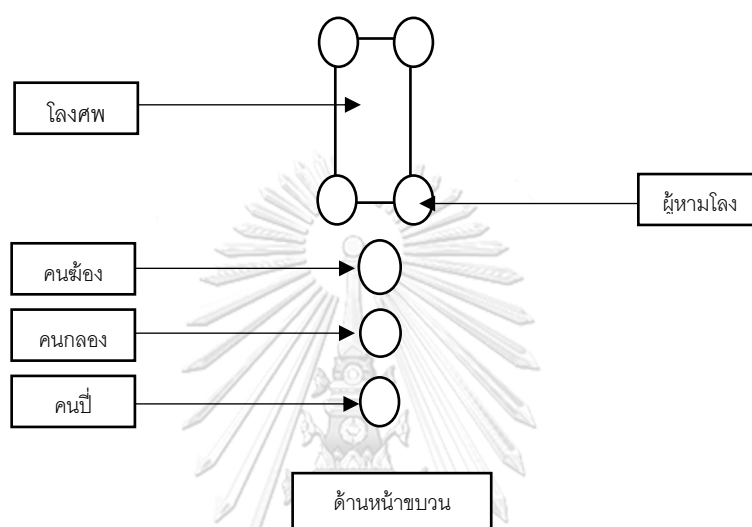 โลงศพ
ผู้หามโลง
คนฆ้อง
คนกลอง
คนปี่
ด้านหน้าขบวน